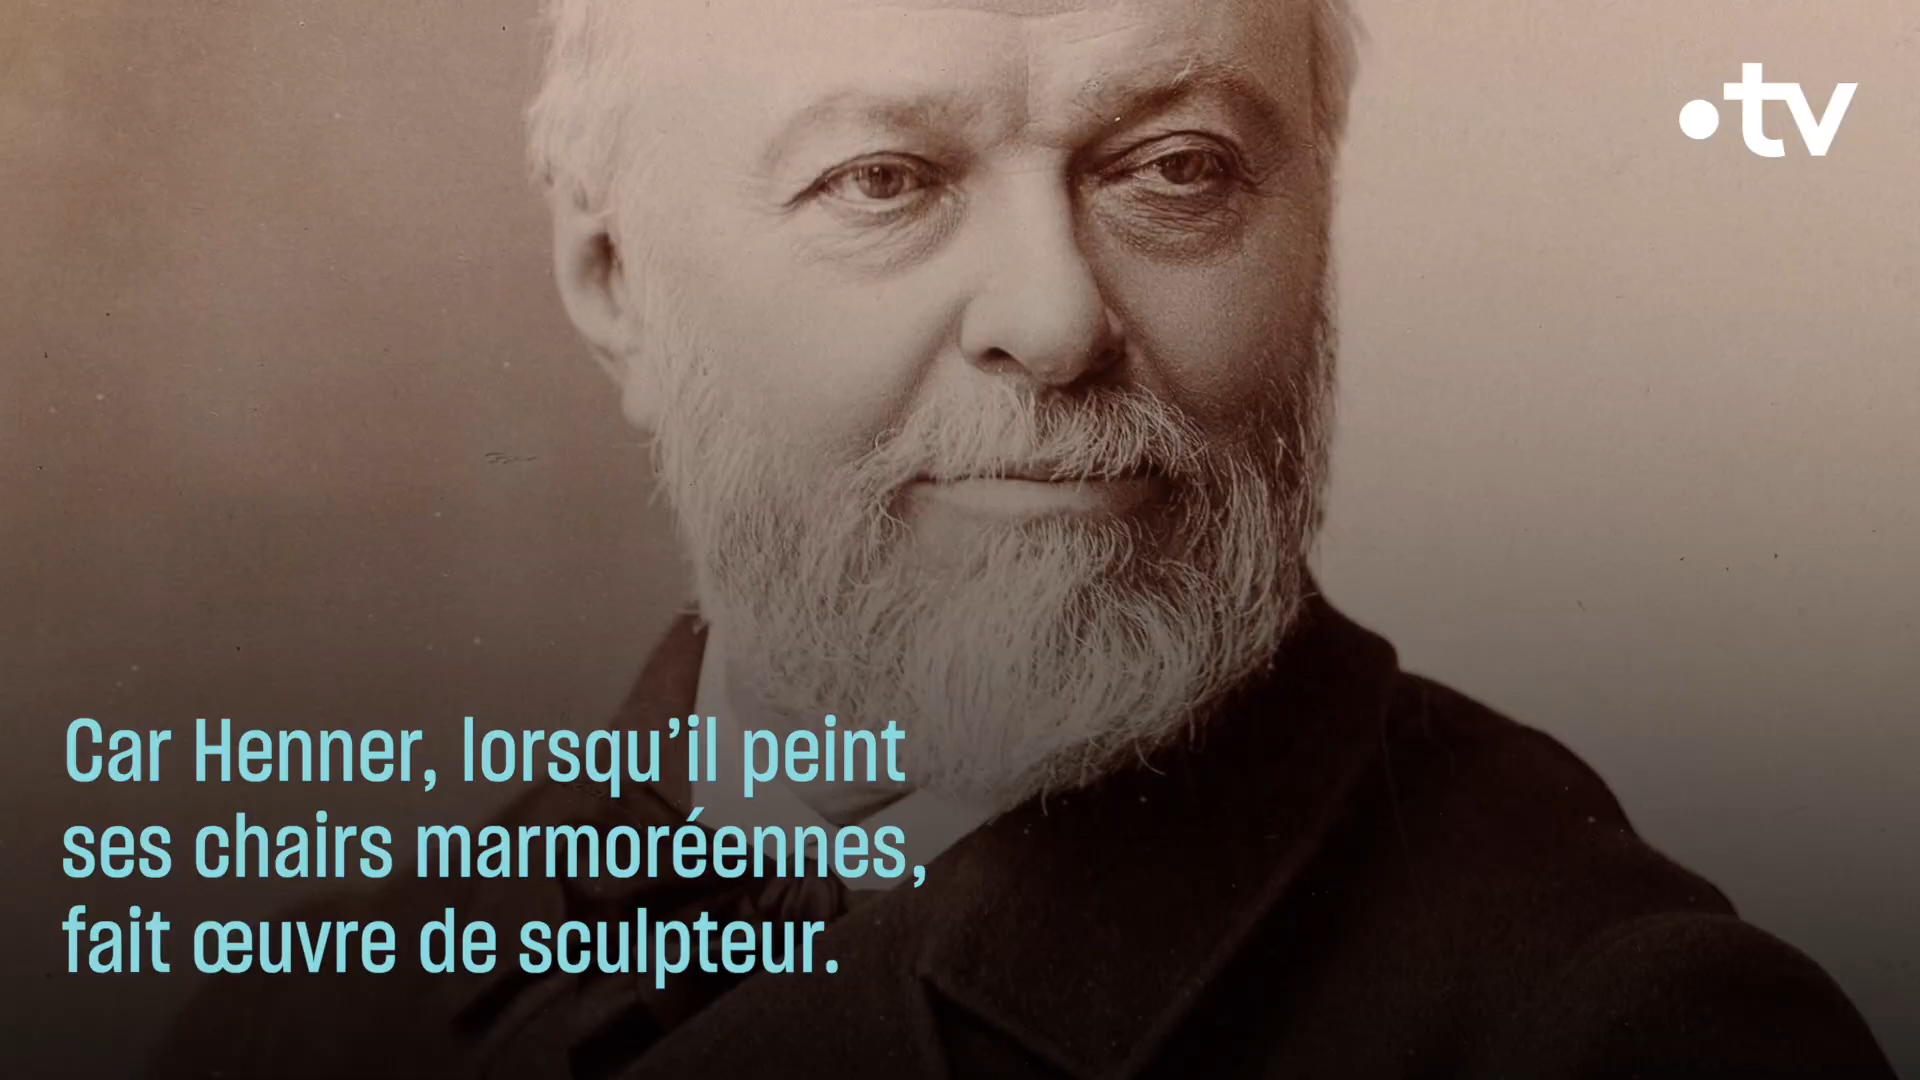 tv
Car Henner, lorsqu’il peint
ses chairs marmoréennes,
fait œuvre de sculpteur.